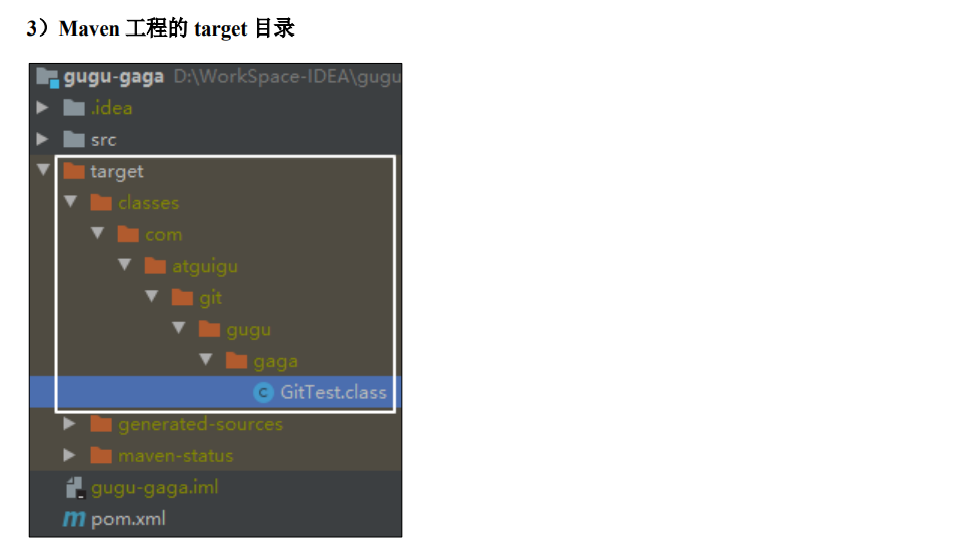 3）Maven 工程的 target 目录
gugu-gaga D:\WorkSpace-IDEA\gugu
.idea
src
target
classes
com
atguigu
git
gugu
gaga
C GitTest.class
generated-sources
maven-status
gugu-gaga.iml
m pom.xml